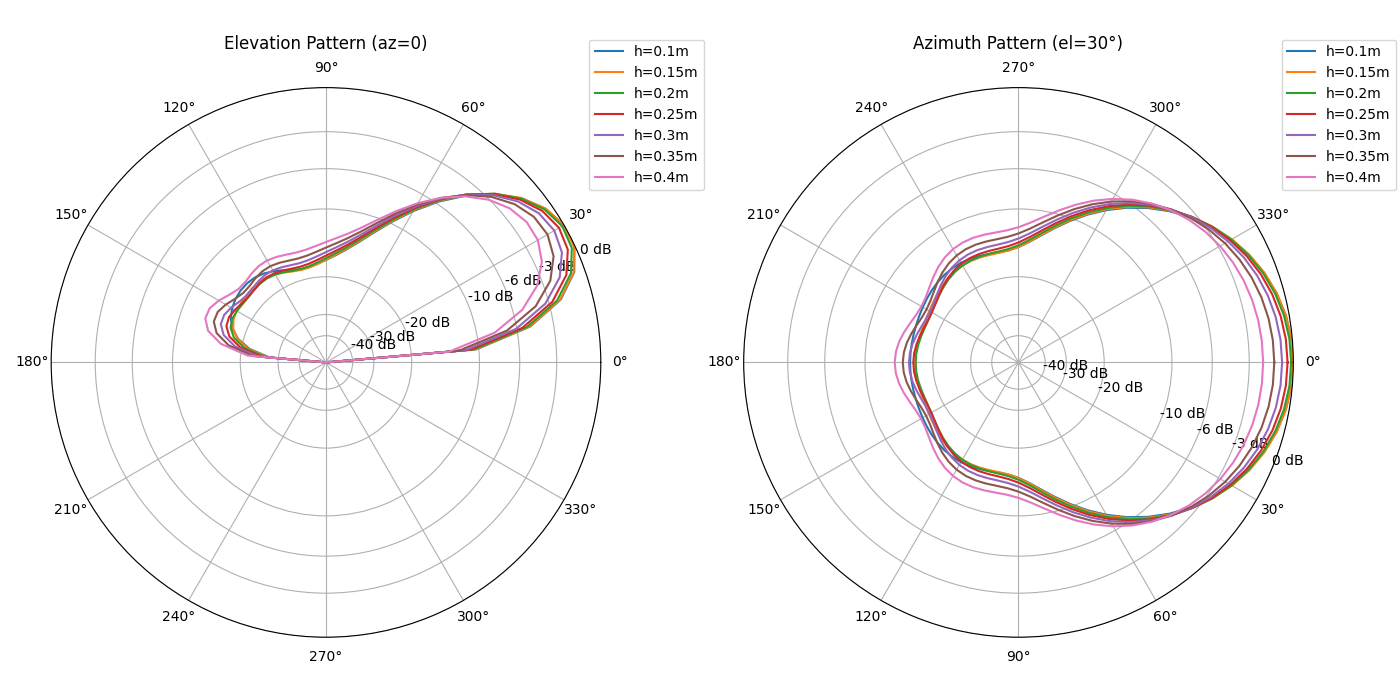 Elevation Pattern (az=0)
90°
60°
30°
0°
330°
300°
270°
240°
210°
180°
150°
120°
0 dB
-3 dB
-6 dB
-10 dB
-20 dB
-30 dB
-40 dB
h=0.1m
h=0.15m
h=0.2m
h=0.25m
h=0.3m
h=0.35m
h=0.4m
Azimuth Pattern (el=30°)
270°
300°
330°
0°
30°
60°
90°
120°
150°
180°
210°
240°
-40 dB
-30 dB
-20 dB
-10 dB
-6 dB
-3 dB
0 dB
h=0.1m
h=0.15m
h=0.2m
h=0.25m
h=0.3m
h=0.35m
h=0.4m